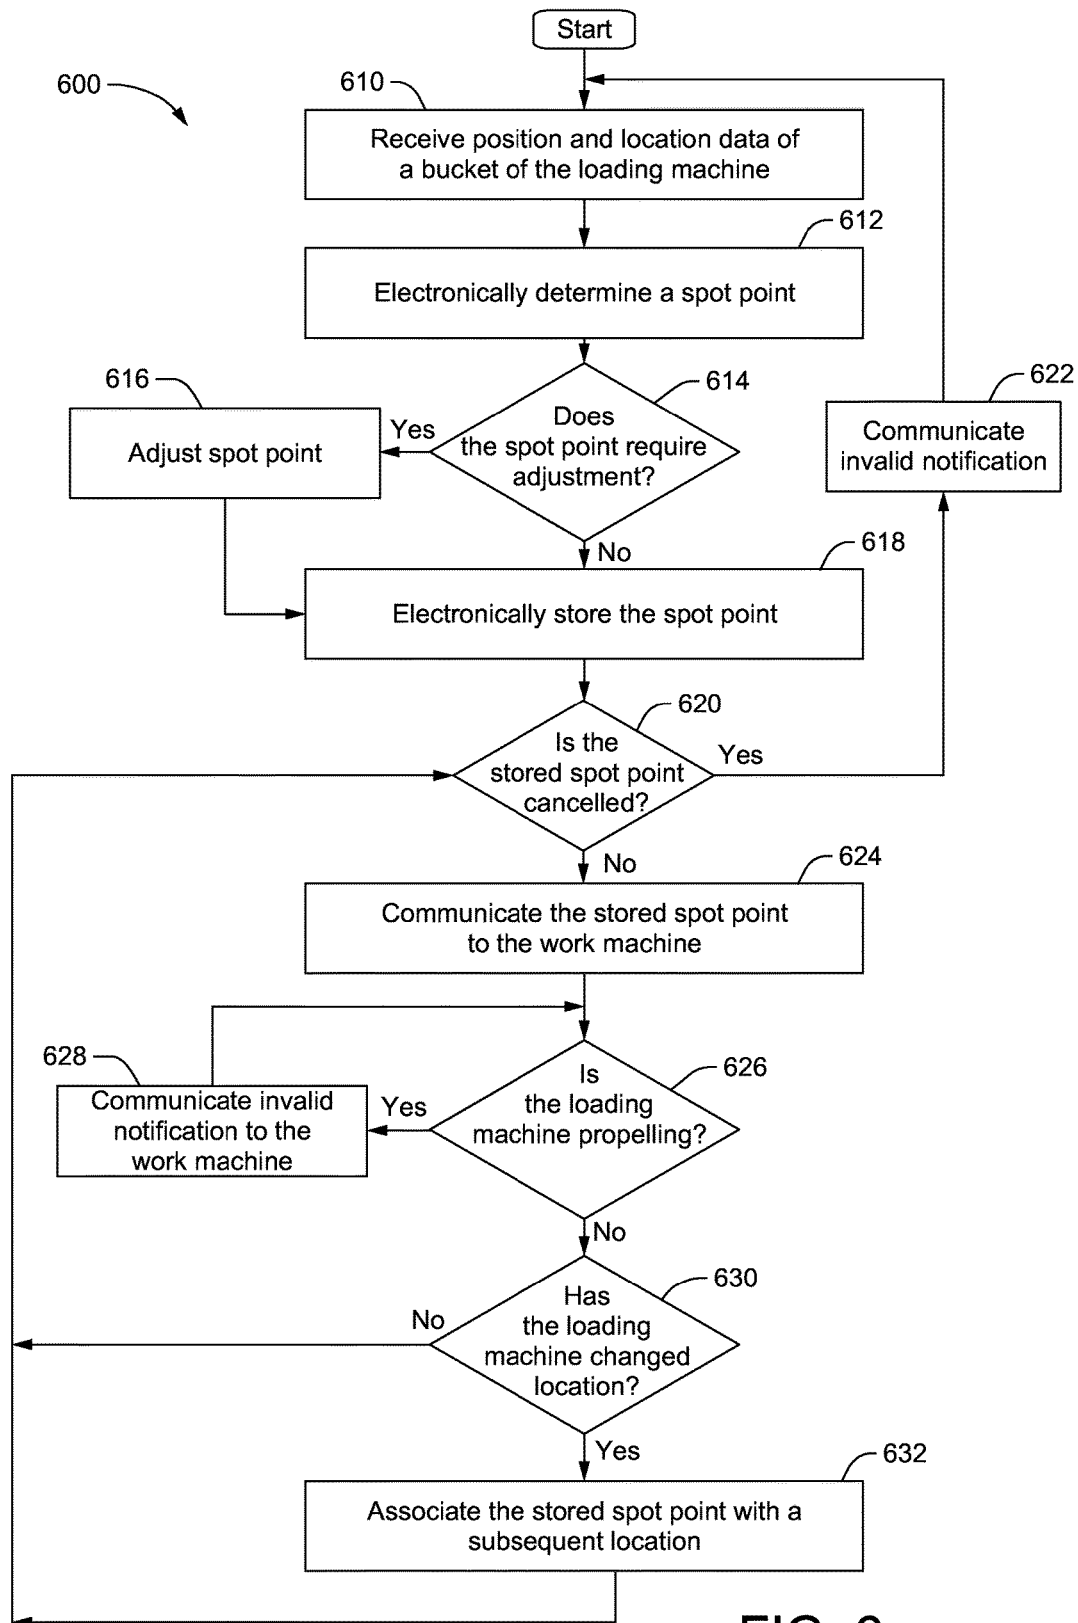 Start
600
610
Receive position and location data of
a bucket of the loading machine
612
Electronically determine a spot point
614
Does
the spot point require
adjustment?
Yes
616
Adjust spot point
622
Communicate
invalid notification
No
618
Electronically store the spot point
620
Is the
stored spot point
cancelled?
Yes
No
624
Communicate the stored spot point
to the work machine
626
Is
the loading
machine propelling?
Yes
628
Communicate invalid
notification to the
work machine
No
630
Has
the loading
machine changed
location?
No
Yes
632
Associate the stored spot point with a
subsequent location
FIG.